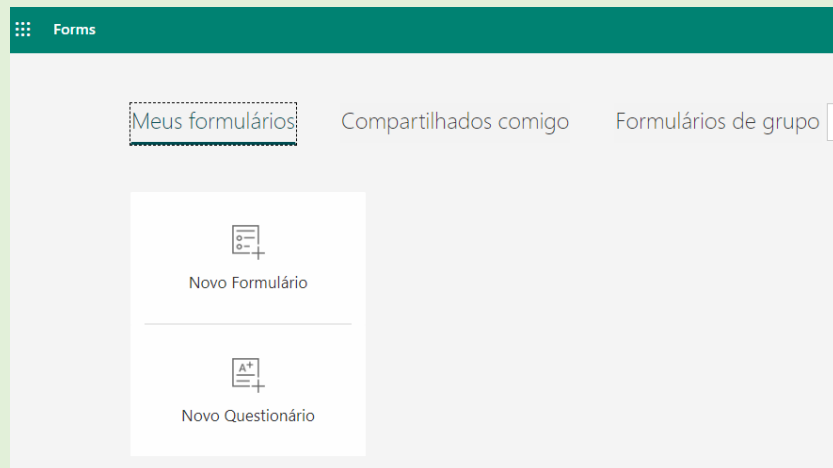 Forms
Meus formulários
Compartilhados comigo
Formulários de grupo
Novo Formulário
A+
Novo Questionário